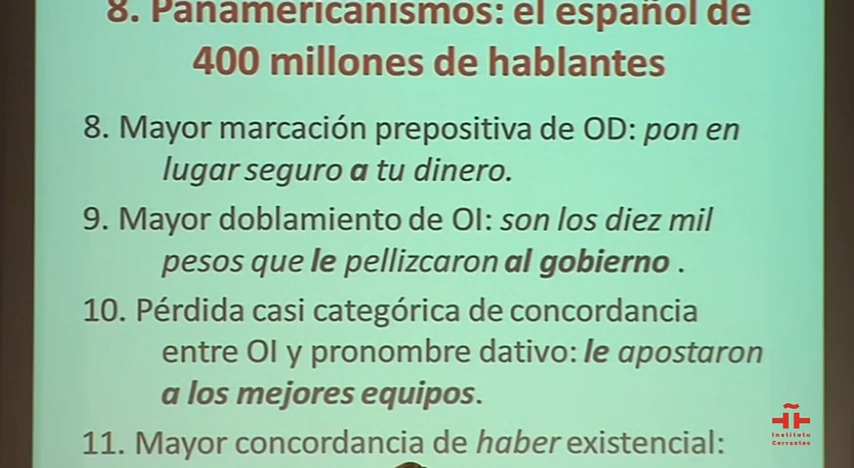 8. Panamericanismos: el español de
400 millones de hablantes
8. Mayor marcación prepositiva de OD: pon en
lugar seguro a tu dinero.
9. Mayor doblamiento de OI: son los diez mil
pesos que le pellizcaron al gobierno .
10. Pérdida casi categórica de concordancia
entre OI y pronombre dativo: le apostaron
a los mejores equipos.
11. Mayor concordancia de haber existencial:
Instituto
Cervantes